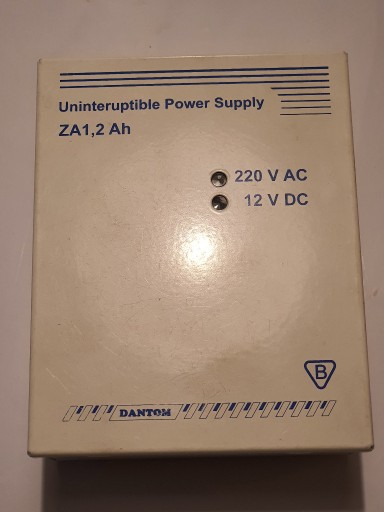 Uninteruptible Power Supply
ZA1,2 Ah
220 V AC
12 V DC
B
DANTOM